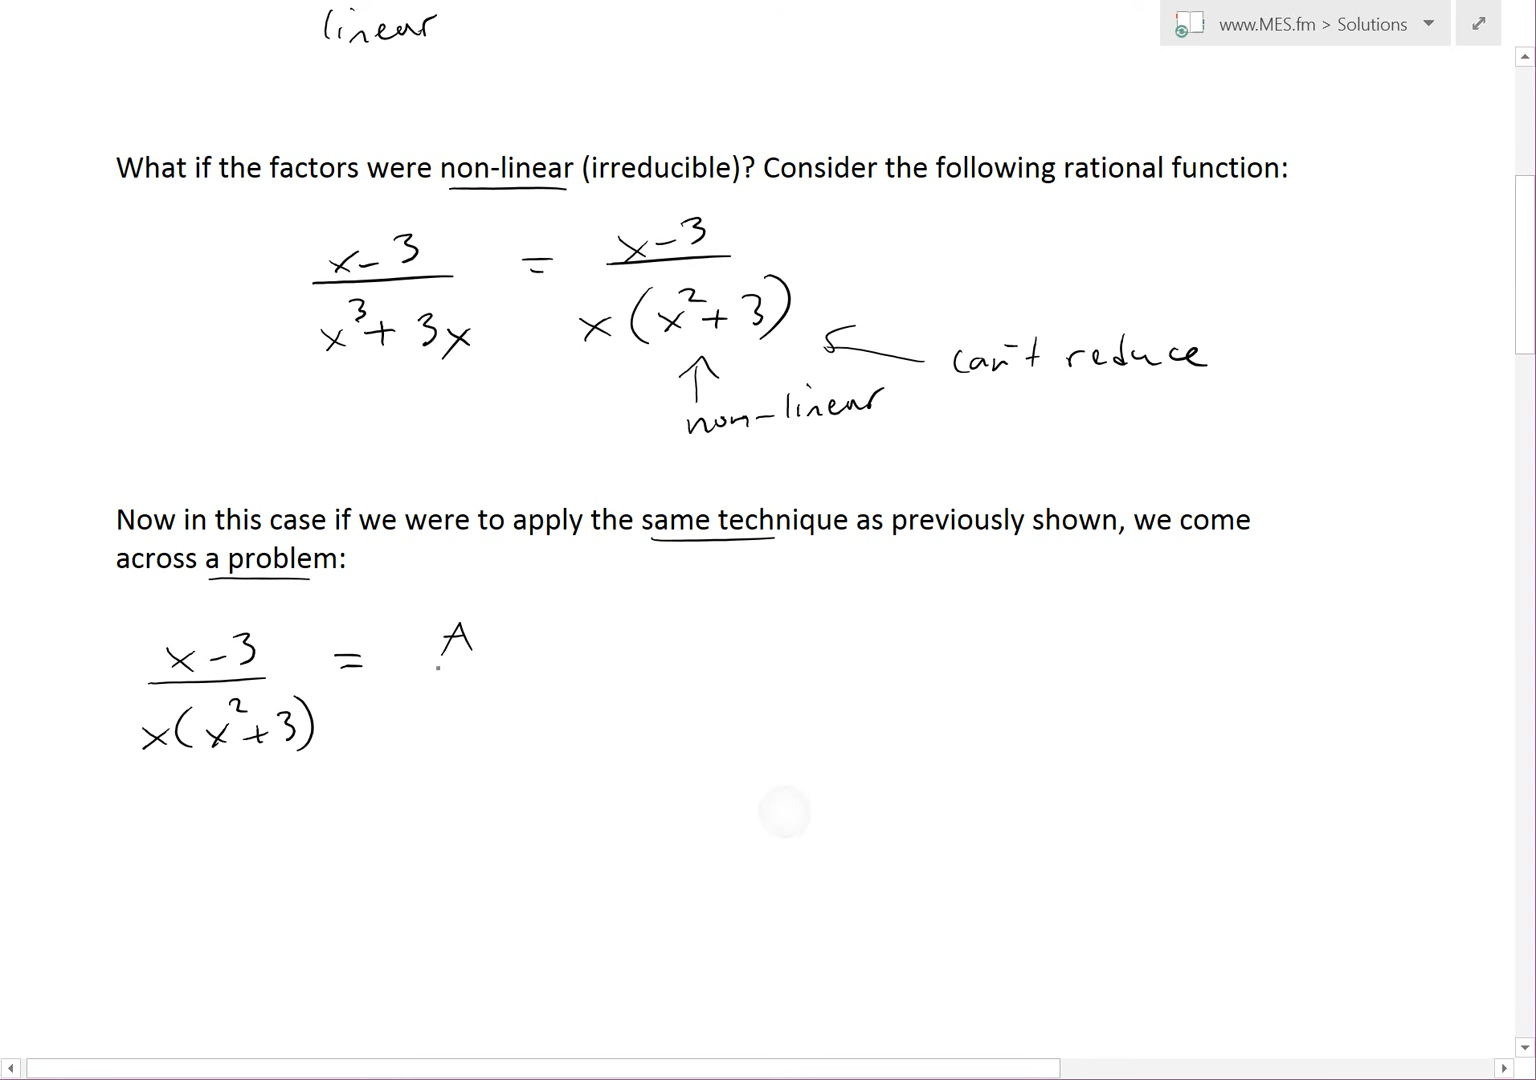 linear
www.MES.fm > Solutions
What if the factors were non-linear (irreducible)? Consider the following rational function:
x-3 / x³+3x = x-3 / x(x²+3)
can't reduce
non-linear
Now in this case if we were to apply the same technique as previously shown, we come
across a problem:
x-3 / x(x²+3) = A